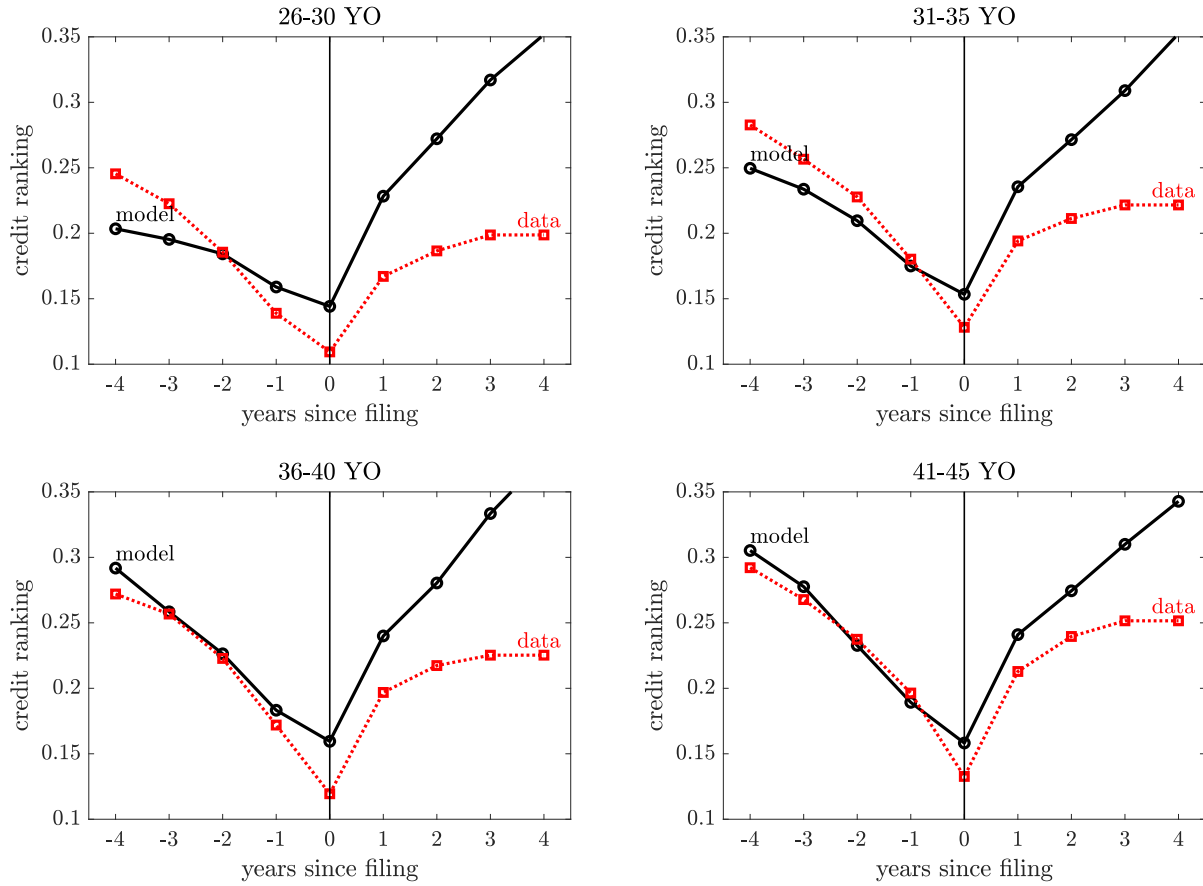 26-30 YO
0.35
0.3
0.25
0.2
0.15
0.1
credit ranking
model
data
-4 -3 -2 -1 0 1 2 3 4
years since filing
31-35 YO
0.35
0.3
0.25
0.2
0.15
0.1
credit ranking
model
data
-4 -3 -2 -1 0 1 2 3 4
years since filing
36-40 YO
0.35
0.3
0.25
0.2
0.15
0.1
credit ranking
model
data
-4 -3 -2 -1 0 1 2 3 4
years since filing
41-45 YO
0.35
0.3
0.25
0.2
0.15
0.1
credit ranking
model
data
-4 -3 -2 -1 0 1 2 3 4
years since filing